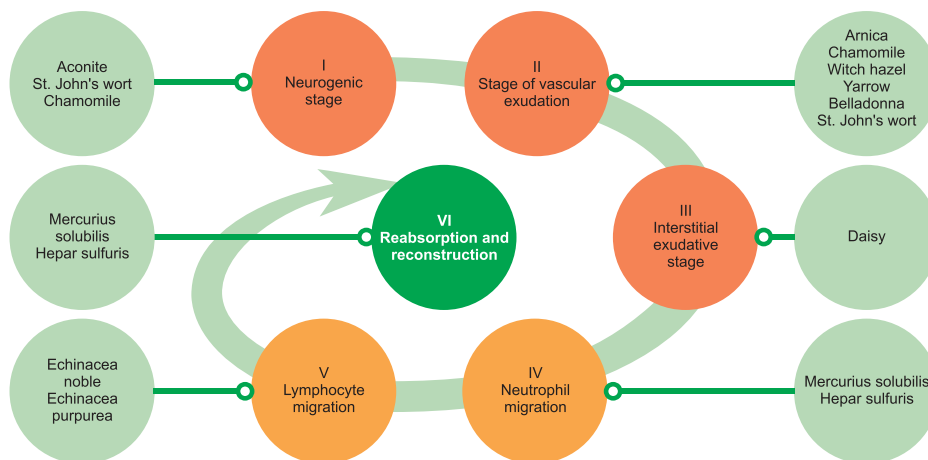 Aconite
St. John's wort
Chamomile
I
Neurogenic
stage
II
Stage of vascular
exudation
Arnica
Chamomile
Witch hazel
Yarrow
Belladonna
St. John's wort
Mercurius
solubilis
Hepar sulfuris
VI
Reabsorption and
reconstruction
III
Interstitial
exudative
stage
Daisy
Echinacea
noble
Echinacea
purpurea
V
Lymphocyte
migration
IV
Neutrophil
migration
Mercurius solubilis
Hepar sulfuris